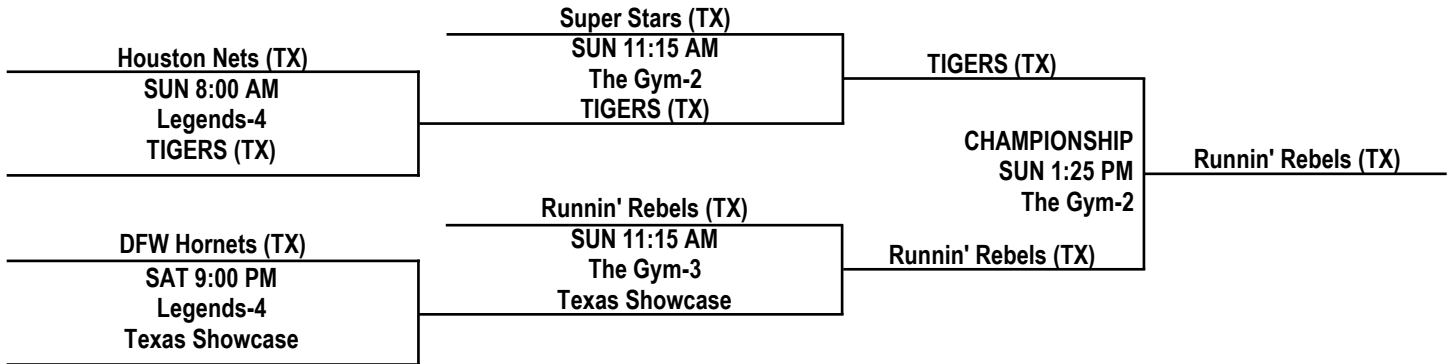 Super Stars (TX)
Houston Nets (TX)
SUN 11:15 AM
The Gym-2
TIGERS (TX)
TIGERS (TX)
SUN 8:00 AM
Legends-4
TIGERS (TX)
CHAMPIONSHIP
SUN 1:25 PM
The Gym-2
Runnin' Rebels (TX)
Runnin' Rebels (TX)
DFW Hornets (TX)
SUN 11:15 AM
The Gym-3
Texas Showcase
Runnin' Rebels (TX)
SAT 9:00 PM
Legends-4
Texas Showcase